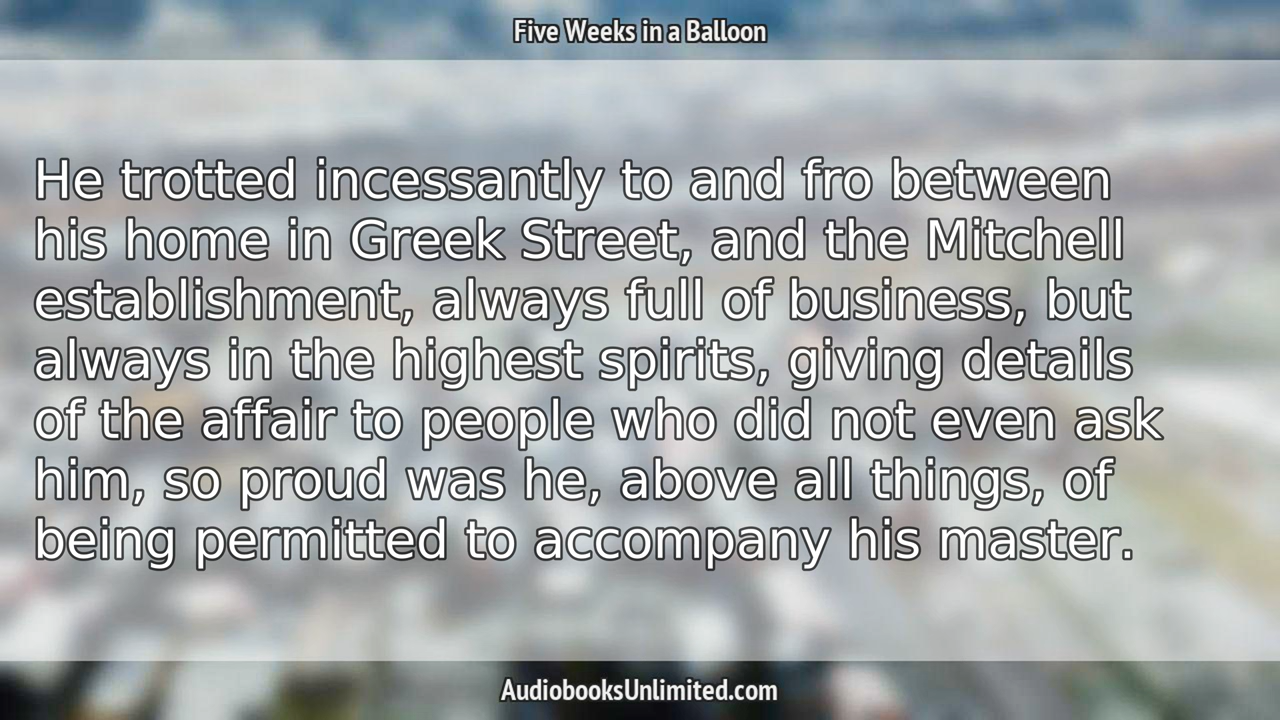 Five Weeks in a Balloon
He trotted incessantly to and fro between
his home in Greek Street, and the Mitchell
establishment, always full of business, but
always in the highest spirits, giving details
of the affair to people who did not even ask
him, so proud was he, above all things, of
being permitted to accompany his master.
AudiobooksUnlimited.com